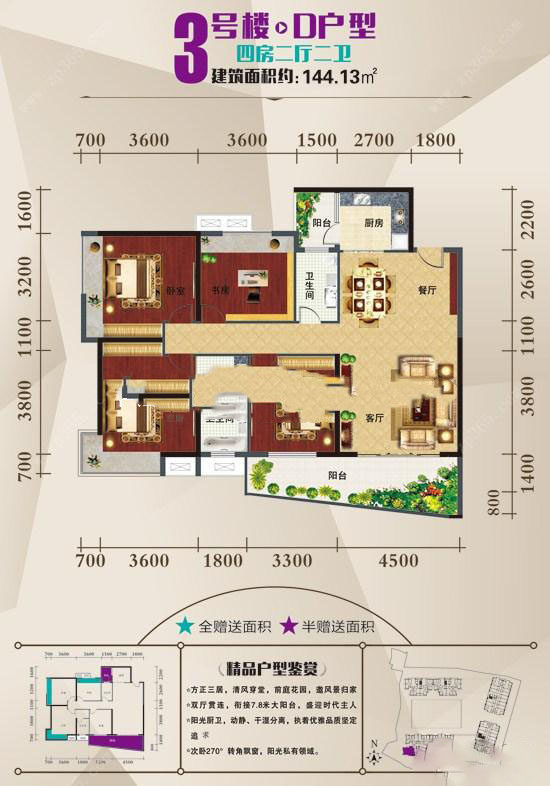 3号楼 D户型
四房二厅二卫
建筑面积约: 144.13㎡
700 3600 3600 1500 2700 1800
1600 3200 1100 3800 700
2200 2600 1100 3800 1400 800
阳台 厨房
卧室 书房 卫生间 餐厅
卫生间 客厅
阳台
700 3600 1800 3300 4500
★全赠送面积 ★半赠送面积
精品户型鉴赏
☆方正三居，清风穿堂，前庭花园，邀风景归家
☆双厅贯连，衔接7.8米大阳台，盛迎时代主人
☆阳光厨卫，动静、干湿分离，执着优雅品质坚定
追 求
☆次卧270° 转角飘窗，阳光私有领域。
N